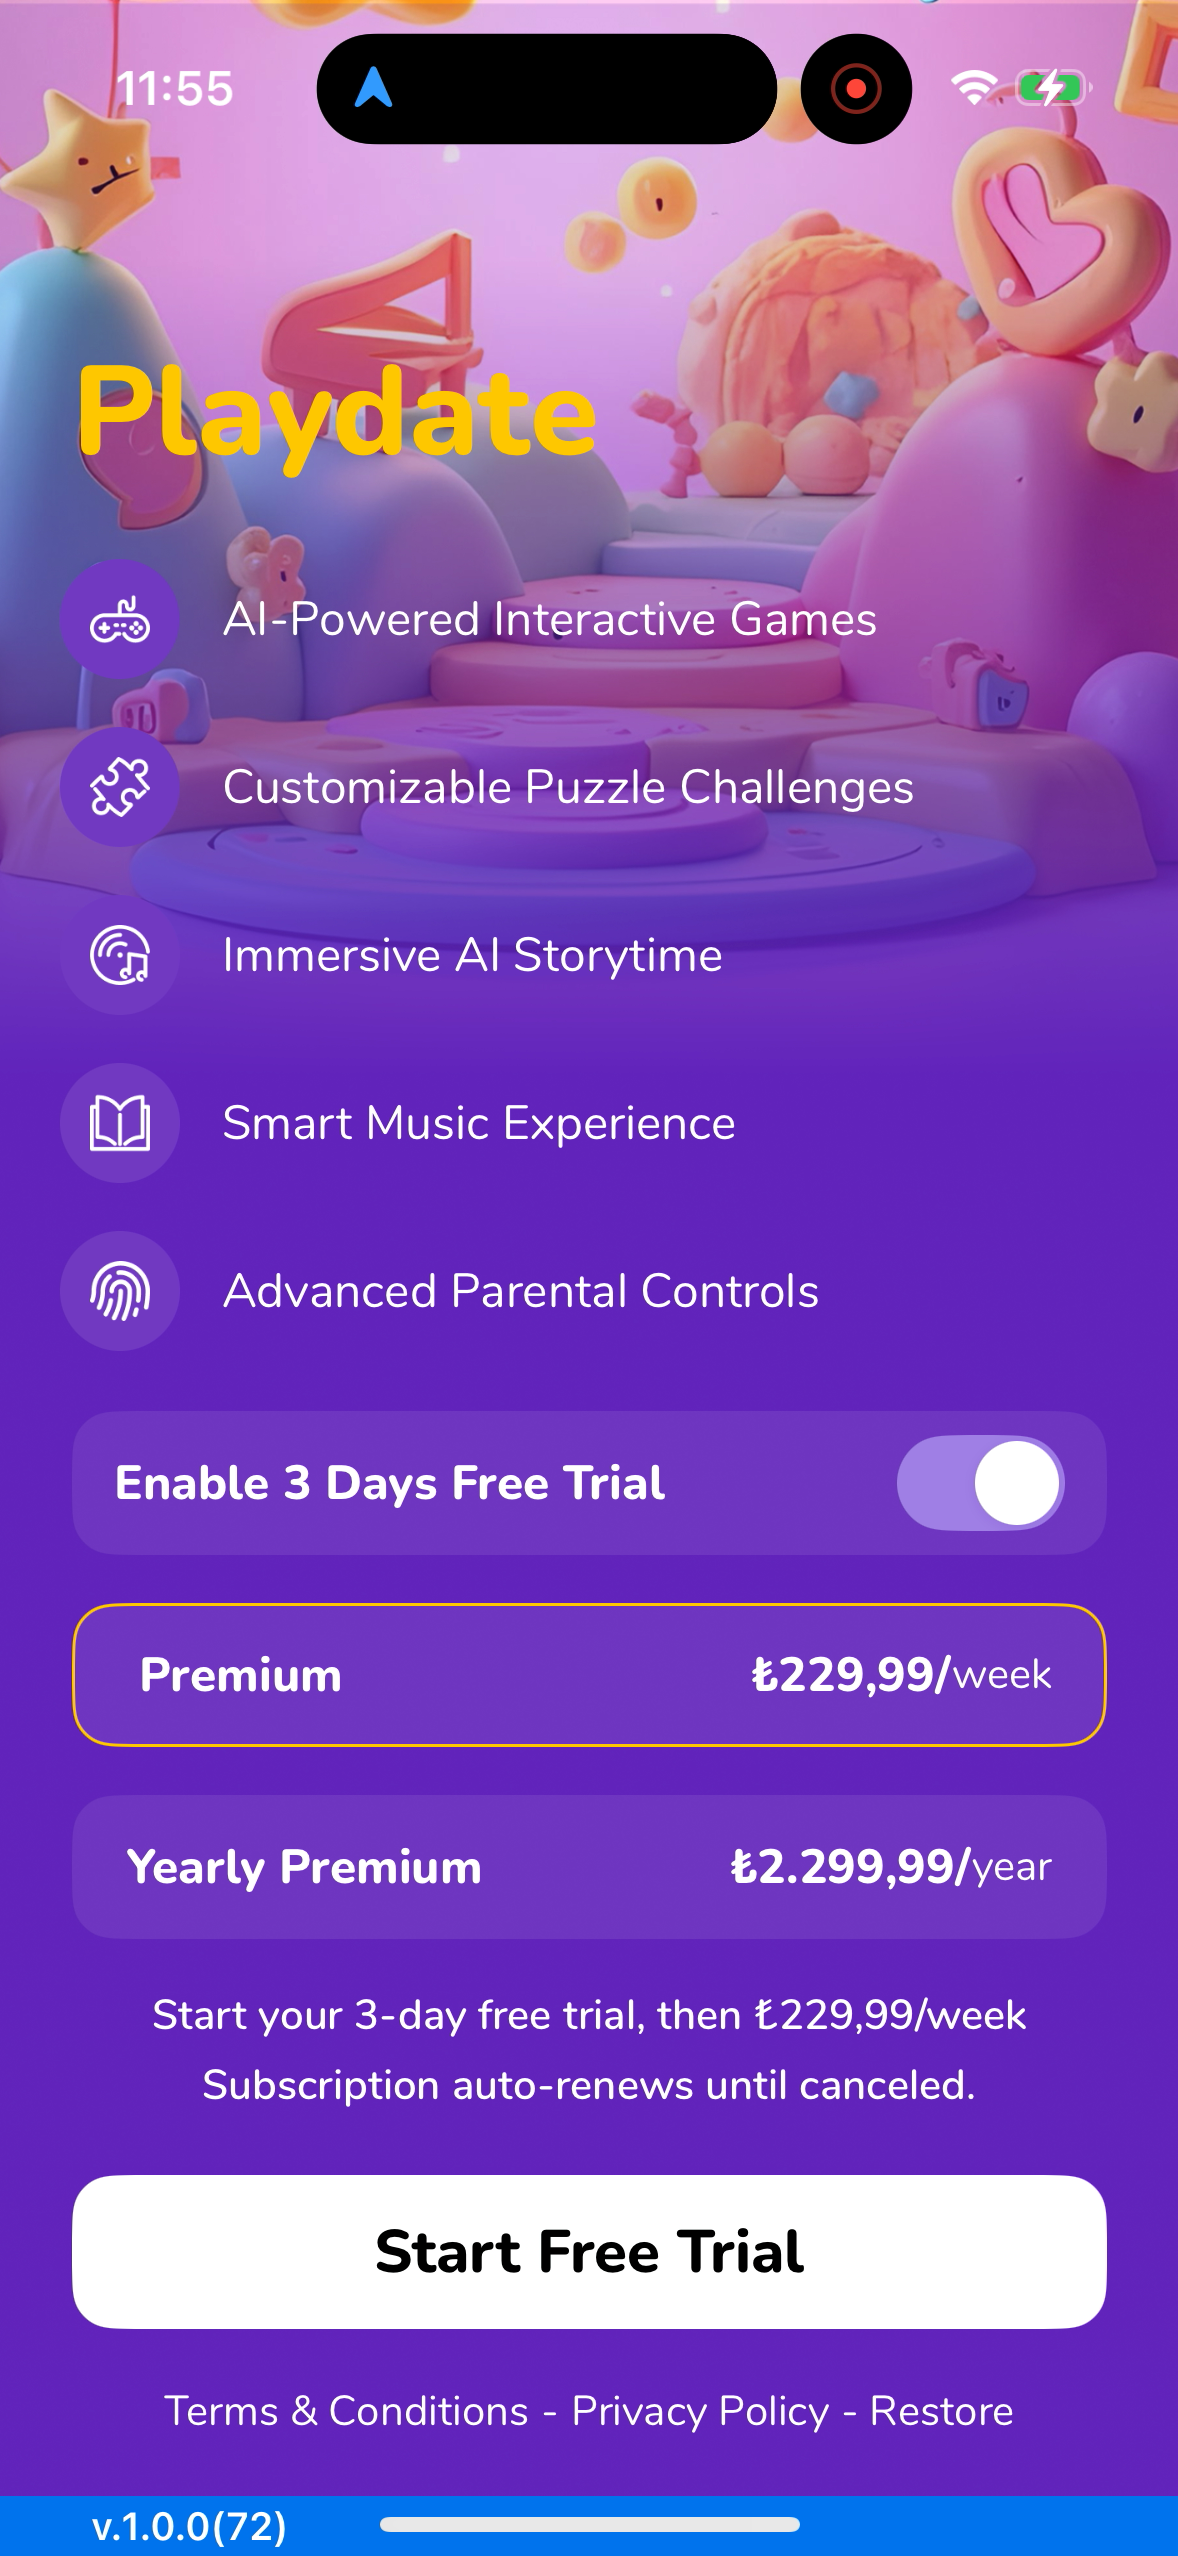 11:55
Playdate
AI-Powered Interactive Games
Customizable Puzzle Challenges
Immersive AI Storytime
Smart Music Experience
Advanced Parental Controls
Enable 3 Days Free Trial
Premium ₺229,99/week
Yearly Premium ₺2.299,99/year
Start your 3-day free trial, then ₺229,99/week
Subscription auto-renews until canceled.
Start Free Trial
Terms & Conditions - Privacy Policy - Restore
v.1.0.0(72)